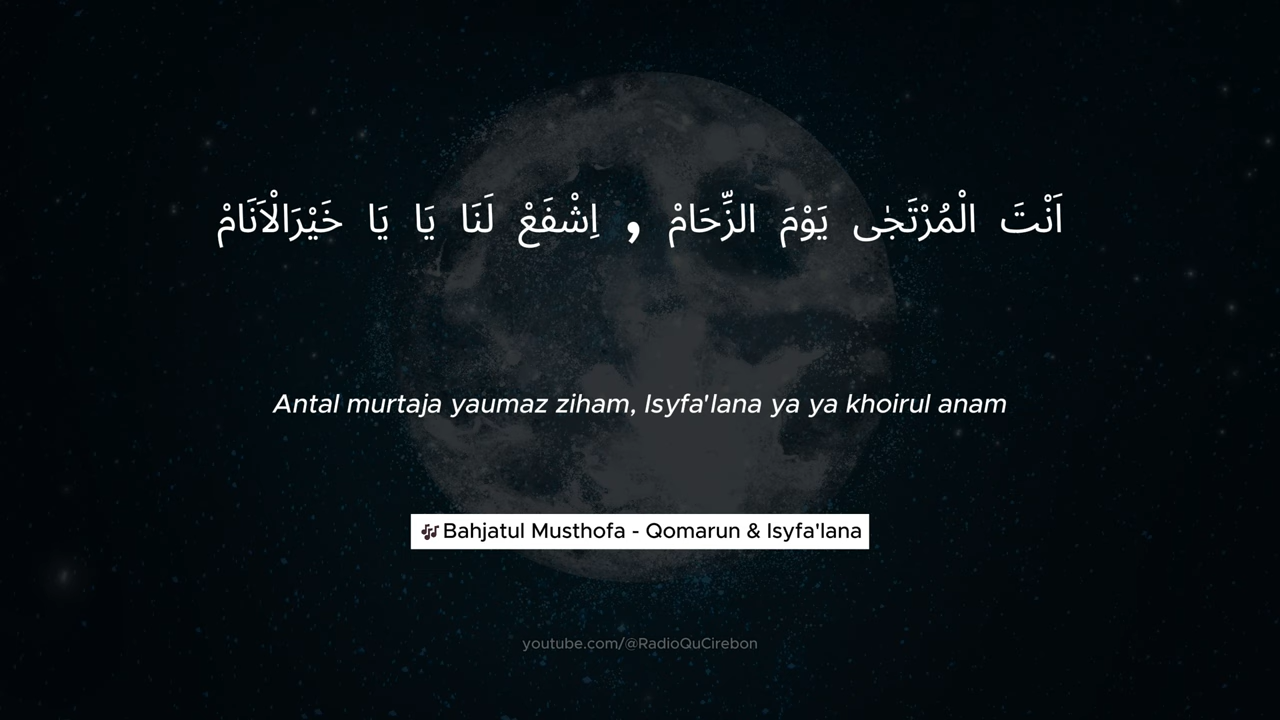 اَنْتَ الْمُرْتَجٰى يَوْمَ الزِّحَامْ , اِشْفَعْ لَنَا يَا يَا خَيْرَالْاَنَامْ
Antal murtaja yaumaz ziham, Isyfa'lana ya ya khoirul anam
🎶Bahjatul Musthofa - Qomarun & Isyfa'lana
youtube.com/@RadioQuCirebon